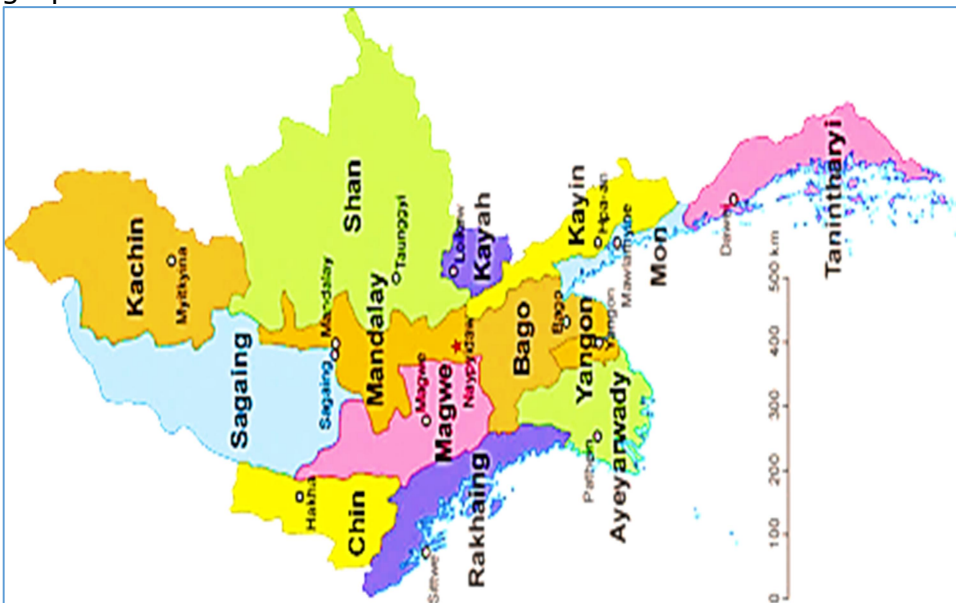 Kachin
Myitkyina
Sagaing
Sagaing
Shan
Taunggyi
Mandalay
Mandalay
Chin
Hakha
Magwe
Magwe
Naypyidaw
Kayah
Loikaw
Rakhaing
Sittwe
Bago
Bago
Yangon
Yangon
Kayin
Hpa-an
Mon
Mawlamyine
Ayeyarwady
Pathein
Tanintharyi
Dawei
0 100 200 300 400 500 km